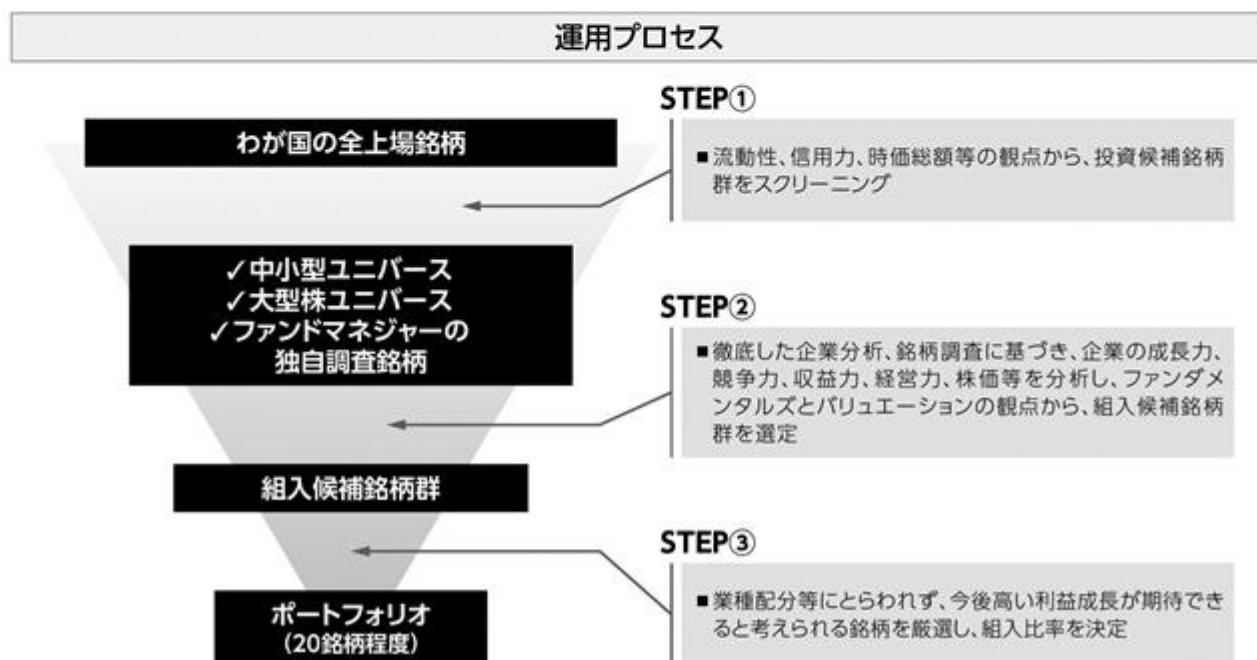 運用プロセス
わが国の全上場銘柄
STEP①
■流動性、信用力、時価総額等の観点から、投資候補銘柄
群をスクリーニング
✓中小型ユニバース
✓大型株ユニバース
✓ファンドマネジャーの
独自調査銘柄
STEP②
■徹底した企業分析、銘柄調査に基づき、企業の成長力、
競争力、収益力、経営力、株価等を分析し、ファンダメ
ンタルズとバリュエーションの観点から、組入候補銘柄
群を選定
組入候補銘柄群
STEP③
■業種配分等にとらわれず、今後高い利益成長が期待でき
ると考えられる銘柄を厳選し、組入比率を決定
ポートフォリオ
(20銘柄程度)